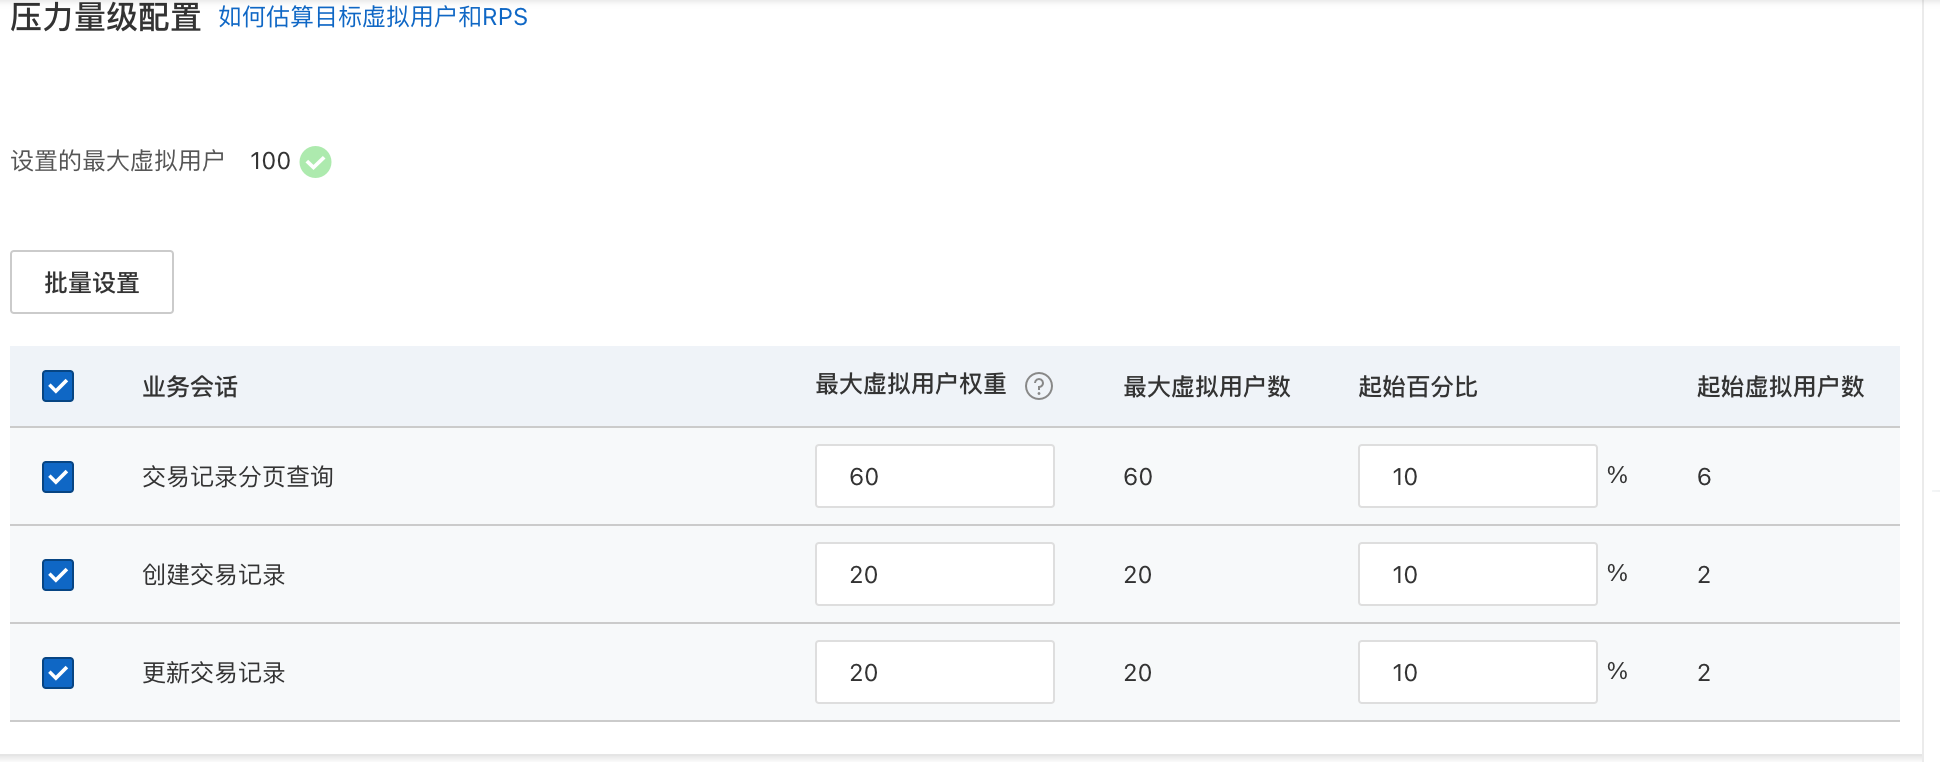 压力量级配置 如何估算目标虚拟用户和RPS
设置的最大虚拟用户 100
批量设置
业务会话 最大虚拟用户权重 ? 最大虚拟用户数 起始百分比 起始虚拟用户数
交易记录分页查询 60 60 10 % 6
创建交易记录 20 20 10 % 2
更新交易记录 20 20 10 % 2